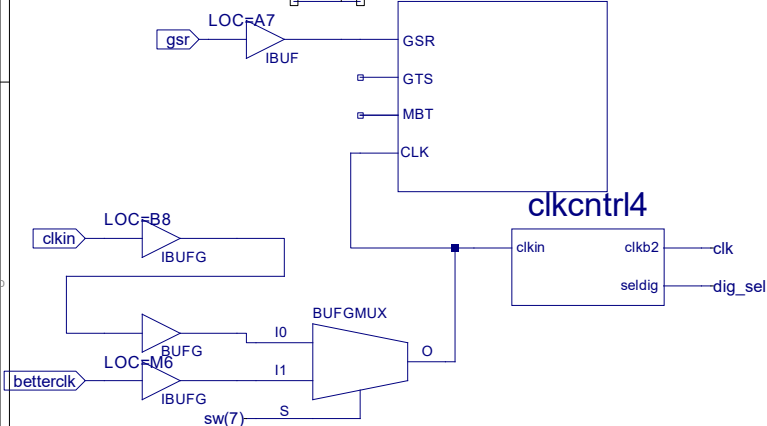 LOC=A7
gsr
IBUF
GSR
GTS
MBT
CLK
clkcntrl4
LOC=B8
clkin
IBUFG
clkin
clkb2
clk
seldig
dig_sel
BUFGMUX
I0
BUFG
O
LOC=M6
I1
betterclk
IBUFG
sw(7)
S